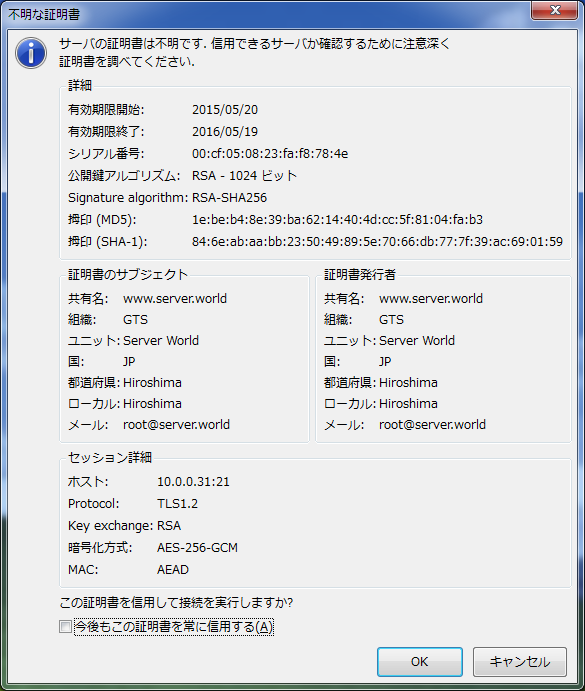 不明な証明書
サーバの証明書は不明です. 信用できるサーバか確認するために注意深く
証明書を調べてください.
詳細
有効期限開始: 2015/05/20
有効期限終了: 2016/05/19
シリアル番号: 00:cf:05:08:23:fa:f8:78:4e
公開鍵アルゴリズム: RSA - 1024 ビット
Signature algorithm: RSA-SHA256
拇印 (MD5): 1e:be:b4:8e:39:ba:62:14:40:4d:cc:5f:81:04:fa:b3
拇印 (SHA-1): 84:6e:ab:aa:bb:23:50:49:89:5e:70:66:db:77:7f:39:ac:69:01:59
証明書のサブジェクト
共有名: www.server.world
組織: GTS
ユニット: Server World
国: JP
都道府県: Hiroshima
ローカル: Hiroshima
メール: root@server.world
証明書発行者
共有名: www.server.world
組織: GTS
ユニット: Server World
国: JP
都道府県: Hiroshima
ローカル: Hiroshima
メール: root@server.world
セッション詳細
ホスト: 10.0.0.31:21
Protocol: TLS1.2
Key exchange: RSA
暗号化方式: AES-256-GCM
MAC: AEAD
この証明書を信用して接続を実行しますか?
今後もこの証明書を常に信用する(A)
OK
キャンセル